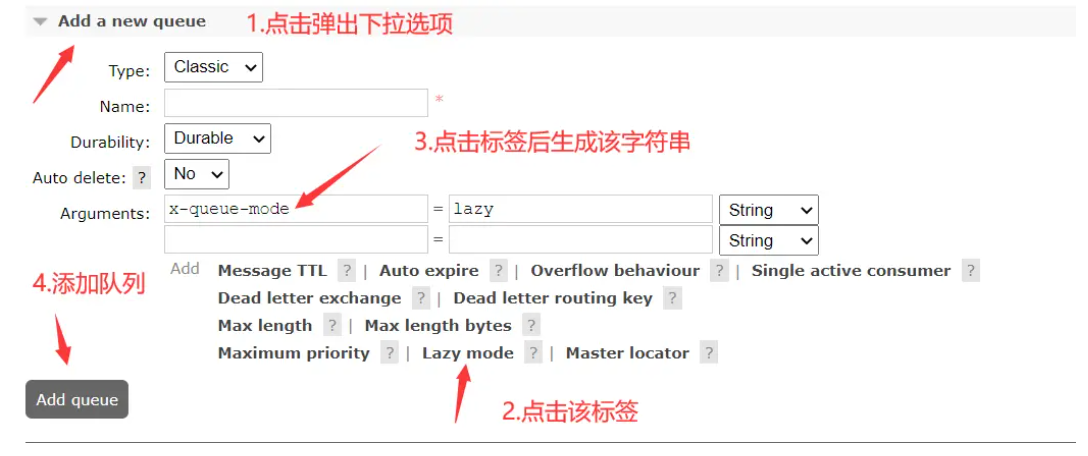 Add a new queue 1.点击弹出下拉选项
Type: Classic
Name: *
Durability: Durable
3.点击标签后生成该字符串
Auto delete: ? No
Arguments: x-queue-mode = lazy String
= String
Add Message TTL ? | Auto expire ? | Overflow behaviour ? | Single active consumer ?
4.添加队列
Dead letter exchange ? | Dead letter routing key ?
Max length ? | Max length bytes ?
Maximum priority ? | Lazy mode ? | Master locator ?
Add queue
2.点击该标签